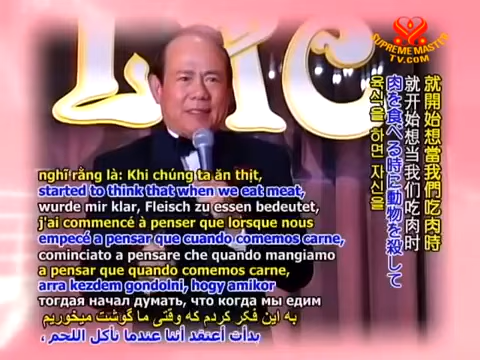 SUPREME MASTER
TV.COM
就開始想當我們吃肉時
就开始想当我们吃肉时
肉を食べる時に動物を殺して
육식을 하면 자신을
nghĩ rằng là: Khi chúng ta ăn thịt,
started to think that when we eat meat,
wurde mir klar, Fleisch zu essen bedeutet,
j'ai commencé à penser que lorsque nous
empecé a pensar que cuando comemos carne,
cominciato a pensare che quando mangiamo
a pensar que quando comemos carne,
arra kezdem gondolni, hogy amikor
тогдая начал думать, что когда мы едим
به این فکر کردم که وقتی ما گوشت میخوریم
بدأت أعتقد أننا عندما نأكل اللحم ،